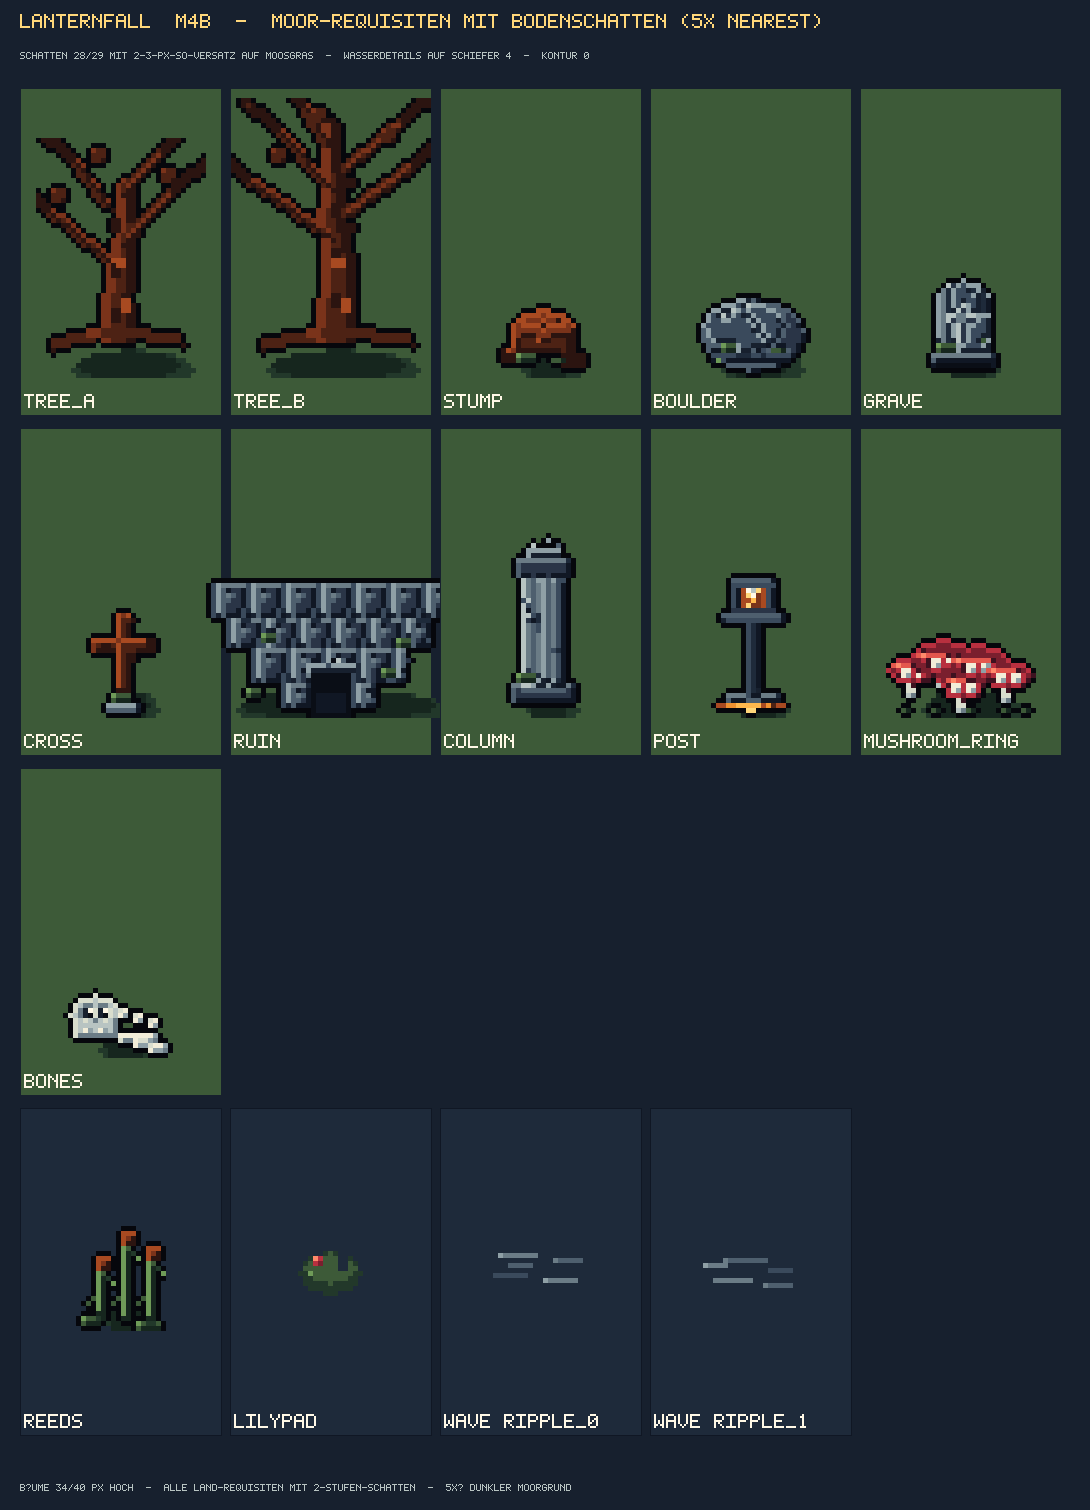 LANTERNFALL M4B - MOOR-REQUISITEN MIT BODENSCHATTEN (5X NEAREST)
SCHATTEN 28/29 MIT 2-3-PX-SO-VERSATZ AUF MOOSGRAS - WASSERDETAILS AUF SCHIEFER 4 - KONTUR 0
TREE_A
TREE_B
STUMP
BOULDER
GRAVE
CROSS
RUIN
COLUMN
POST
MUSHROOM_RING
BONES
REEDS
LILYPAD
WAVE RIPPLE_0
WAVE RIPPLE_1
B?UME 34/40 PX HOCH - ALLE LAND-REQUISITEN MIT 2-STUFEN-SCHATTEN - 5X? DUNKLER MOORGRUND